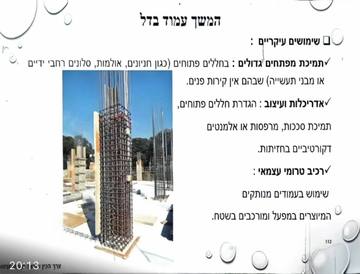 המשך עמוד בדל
שימושים עיקריים :
תמיכת מפתחים גדולים : בחללים פתוחים (כגון חניונים, אולמות, סלונים רחבי ידיים
או מבני תעשייה) שבהם אין קירות פנים.
אדריכלות ועיצוב : הגדרת חללים פתוחים,
תמיכת סככות, מרפסות או אלמנטים
דקורטיביים בחזיתות.
רכיב טרומי עצמאי :
שימוש בעמודים מנותקים
המיוצרים במפעל ומורכבים בשטח.
112
20:13